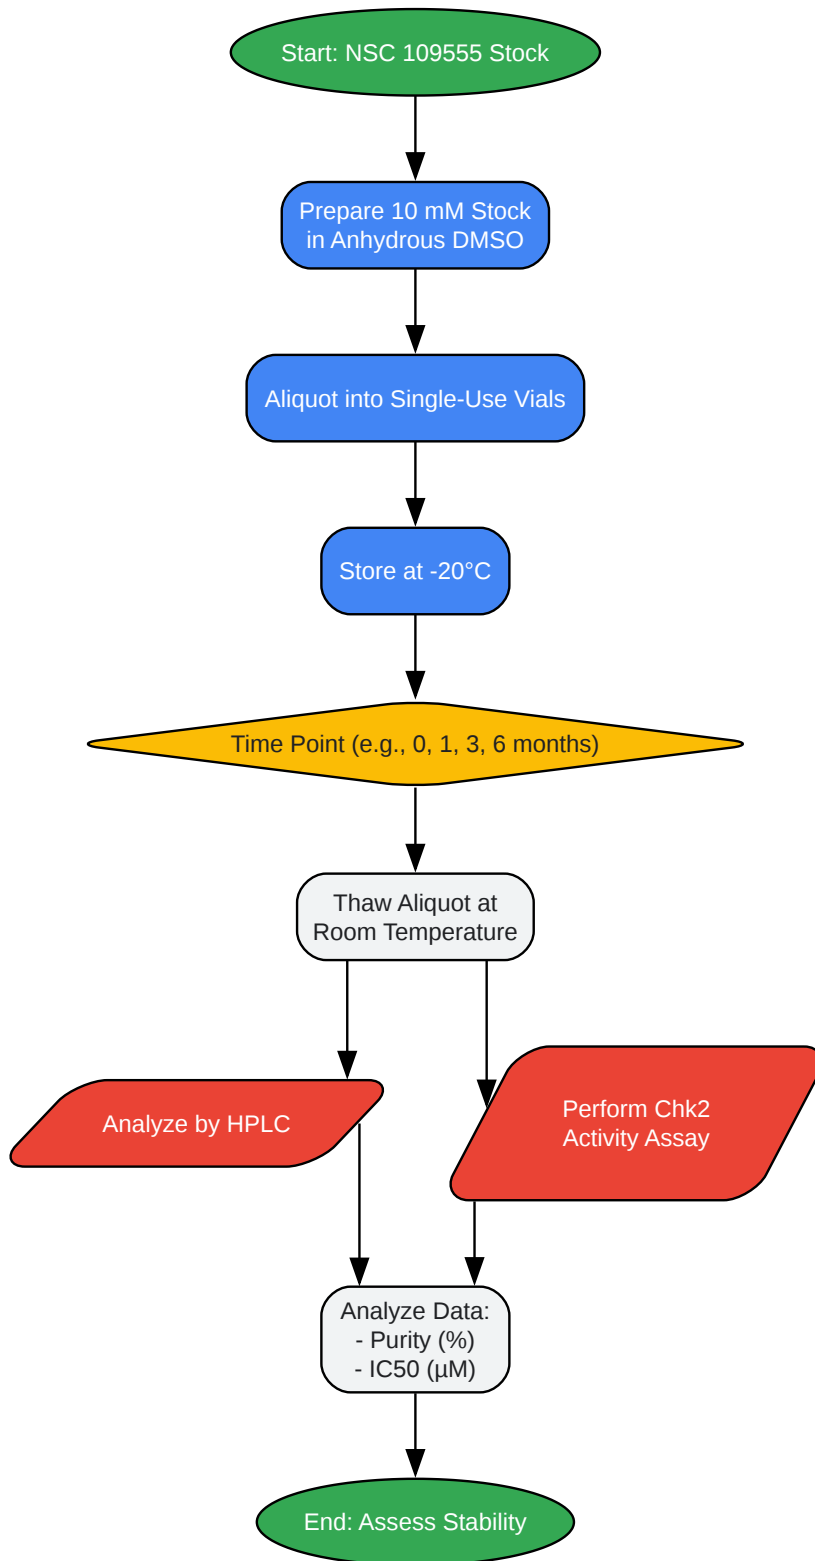 Start: NSC 109555 Stock
Prepare 10 mM Stock
in Anhydrous DMSO
Aliquot into Single-Use Vials
Store at -20°C
Time Point (e.g., 0, 1, 3, 6 months)
Thaw Aliquot at
Room Temperature
Analyze by HPLC
Perform Chk2
Activity Assay
Analyze Data:
- Purity (%)
- IC50 (µM)
End: Assess Stability